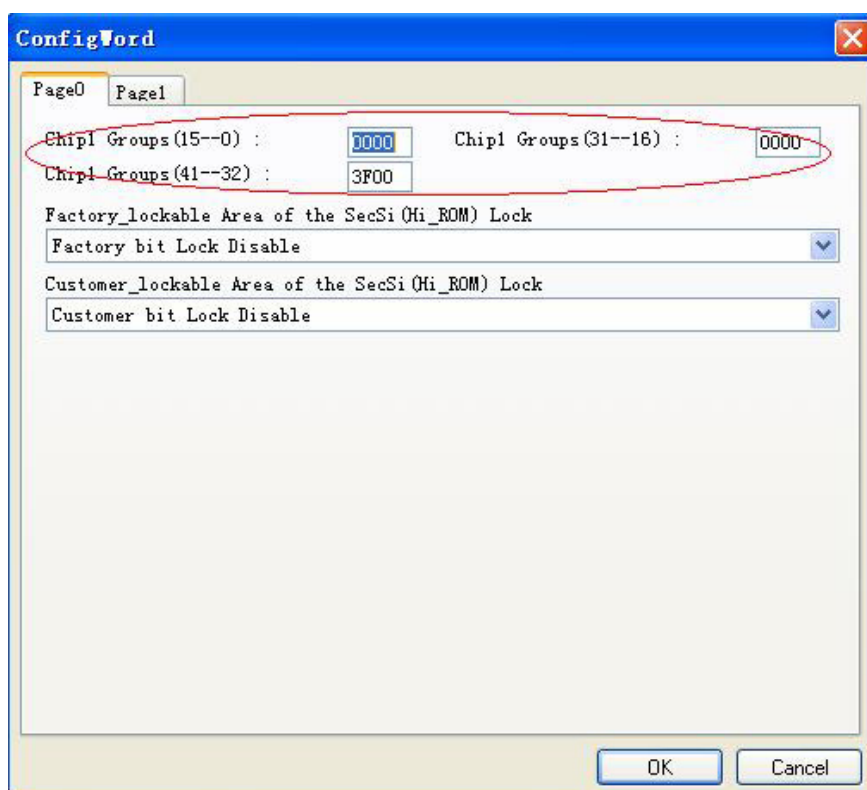 ConfigWord
Page0 Page1
Chip1 Groups(15--0) : 0000 Chip1 Groups(31--16) : 0000
Chip1 Groups(41--32) : 3F00
Factory_lockable Area of the SecSi(Hi_ROM) Lock
Factory bit Lock Disable
Customer_lockable Area of the SecSi(Hi_ROM) Lock
Customer bit Lock Disable
OK Cancel